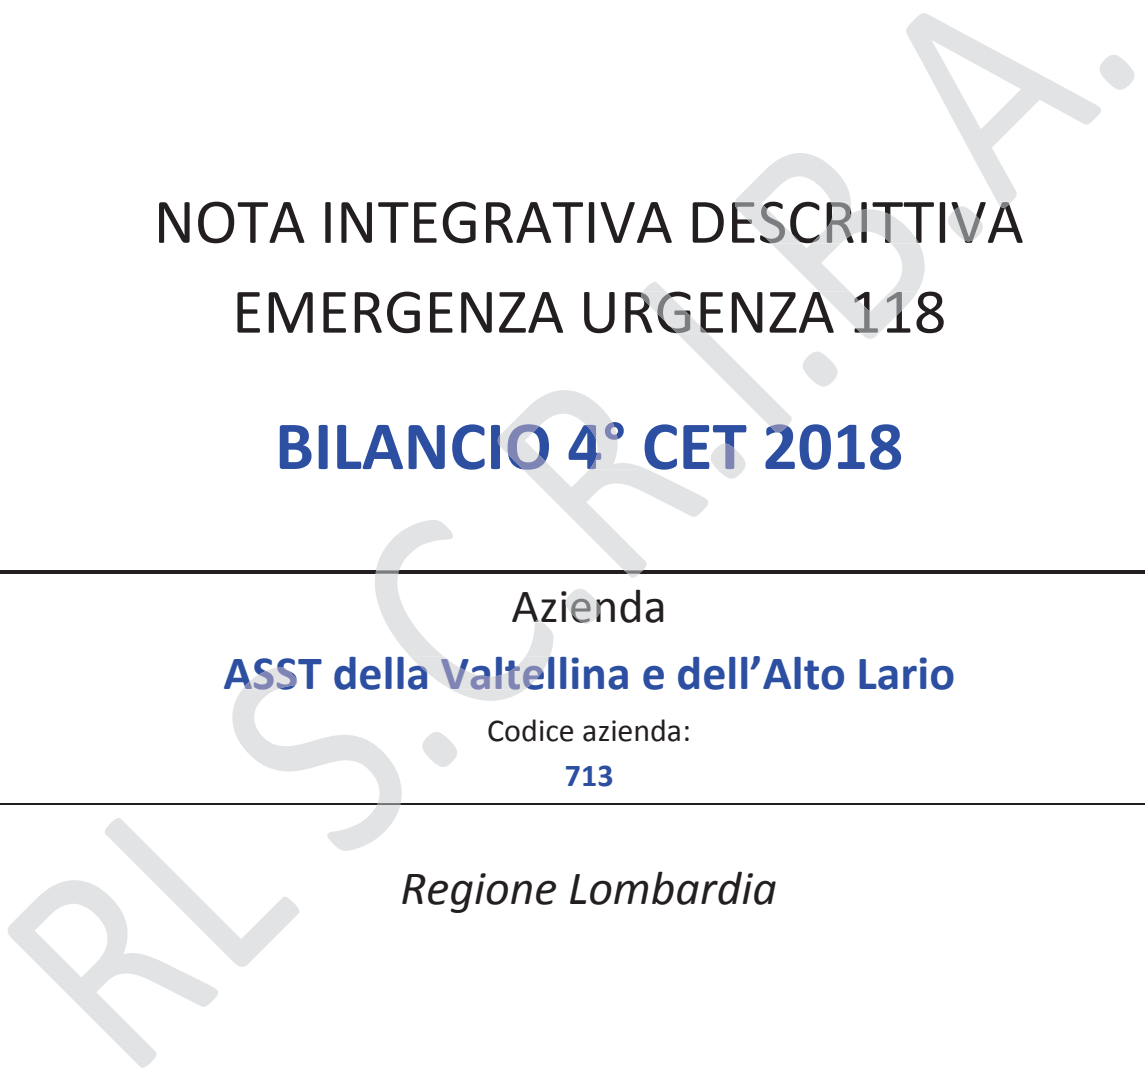 NOTA INTEGRATIVA DESCRITTIVA
EMERGENZA URGENZA 118
BILANCIO 4° CET 2018
Azienda
ASST della Valtellina e dell’Alto Lario
Codice azienda:
713
Regione Lombardia
RL S.C.R.I.B.A.